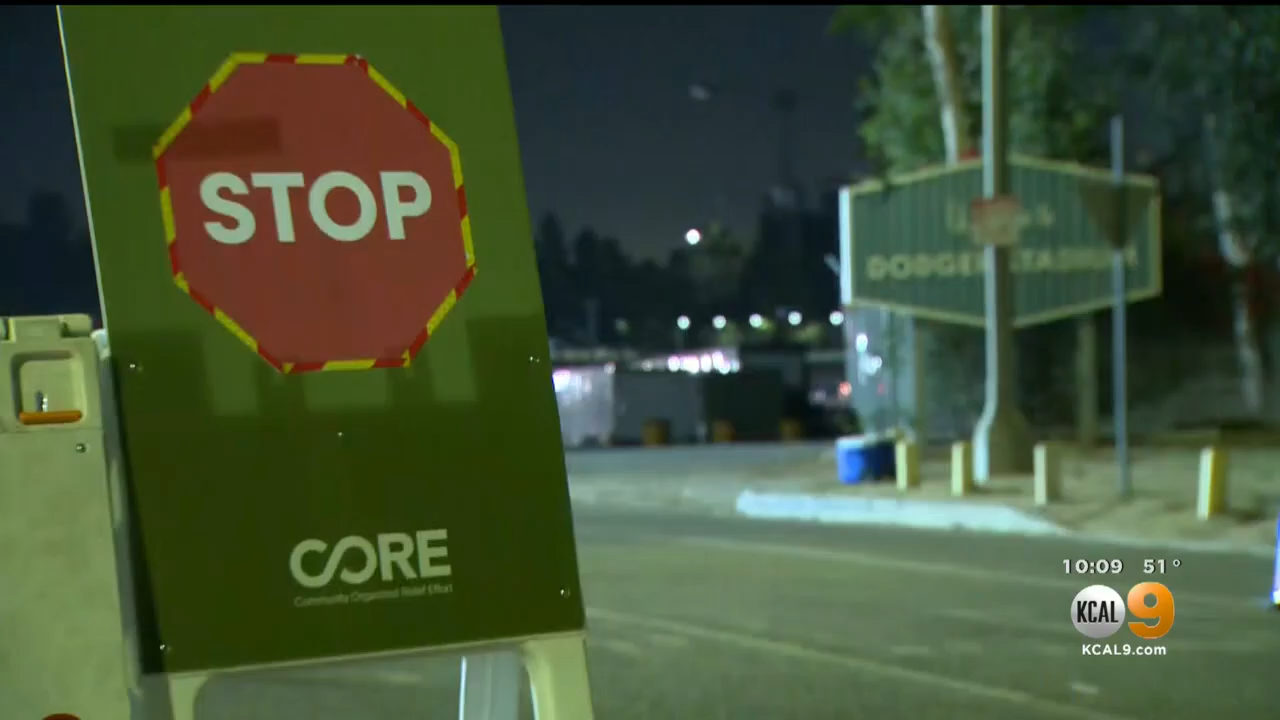 STOP
CORE
Community Organized Relief Effort
DODGER STADIUM
10:09 51°
KCAL 9
KCAL9.com